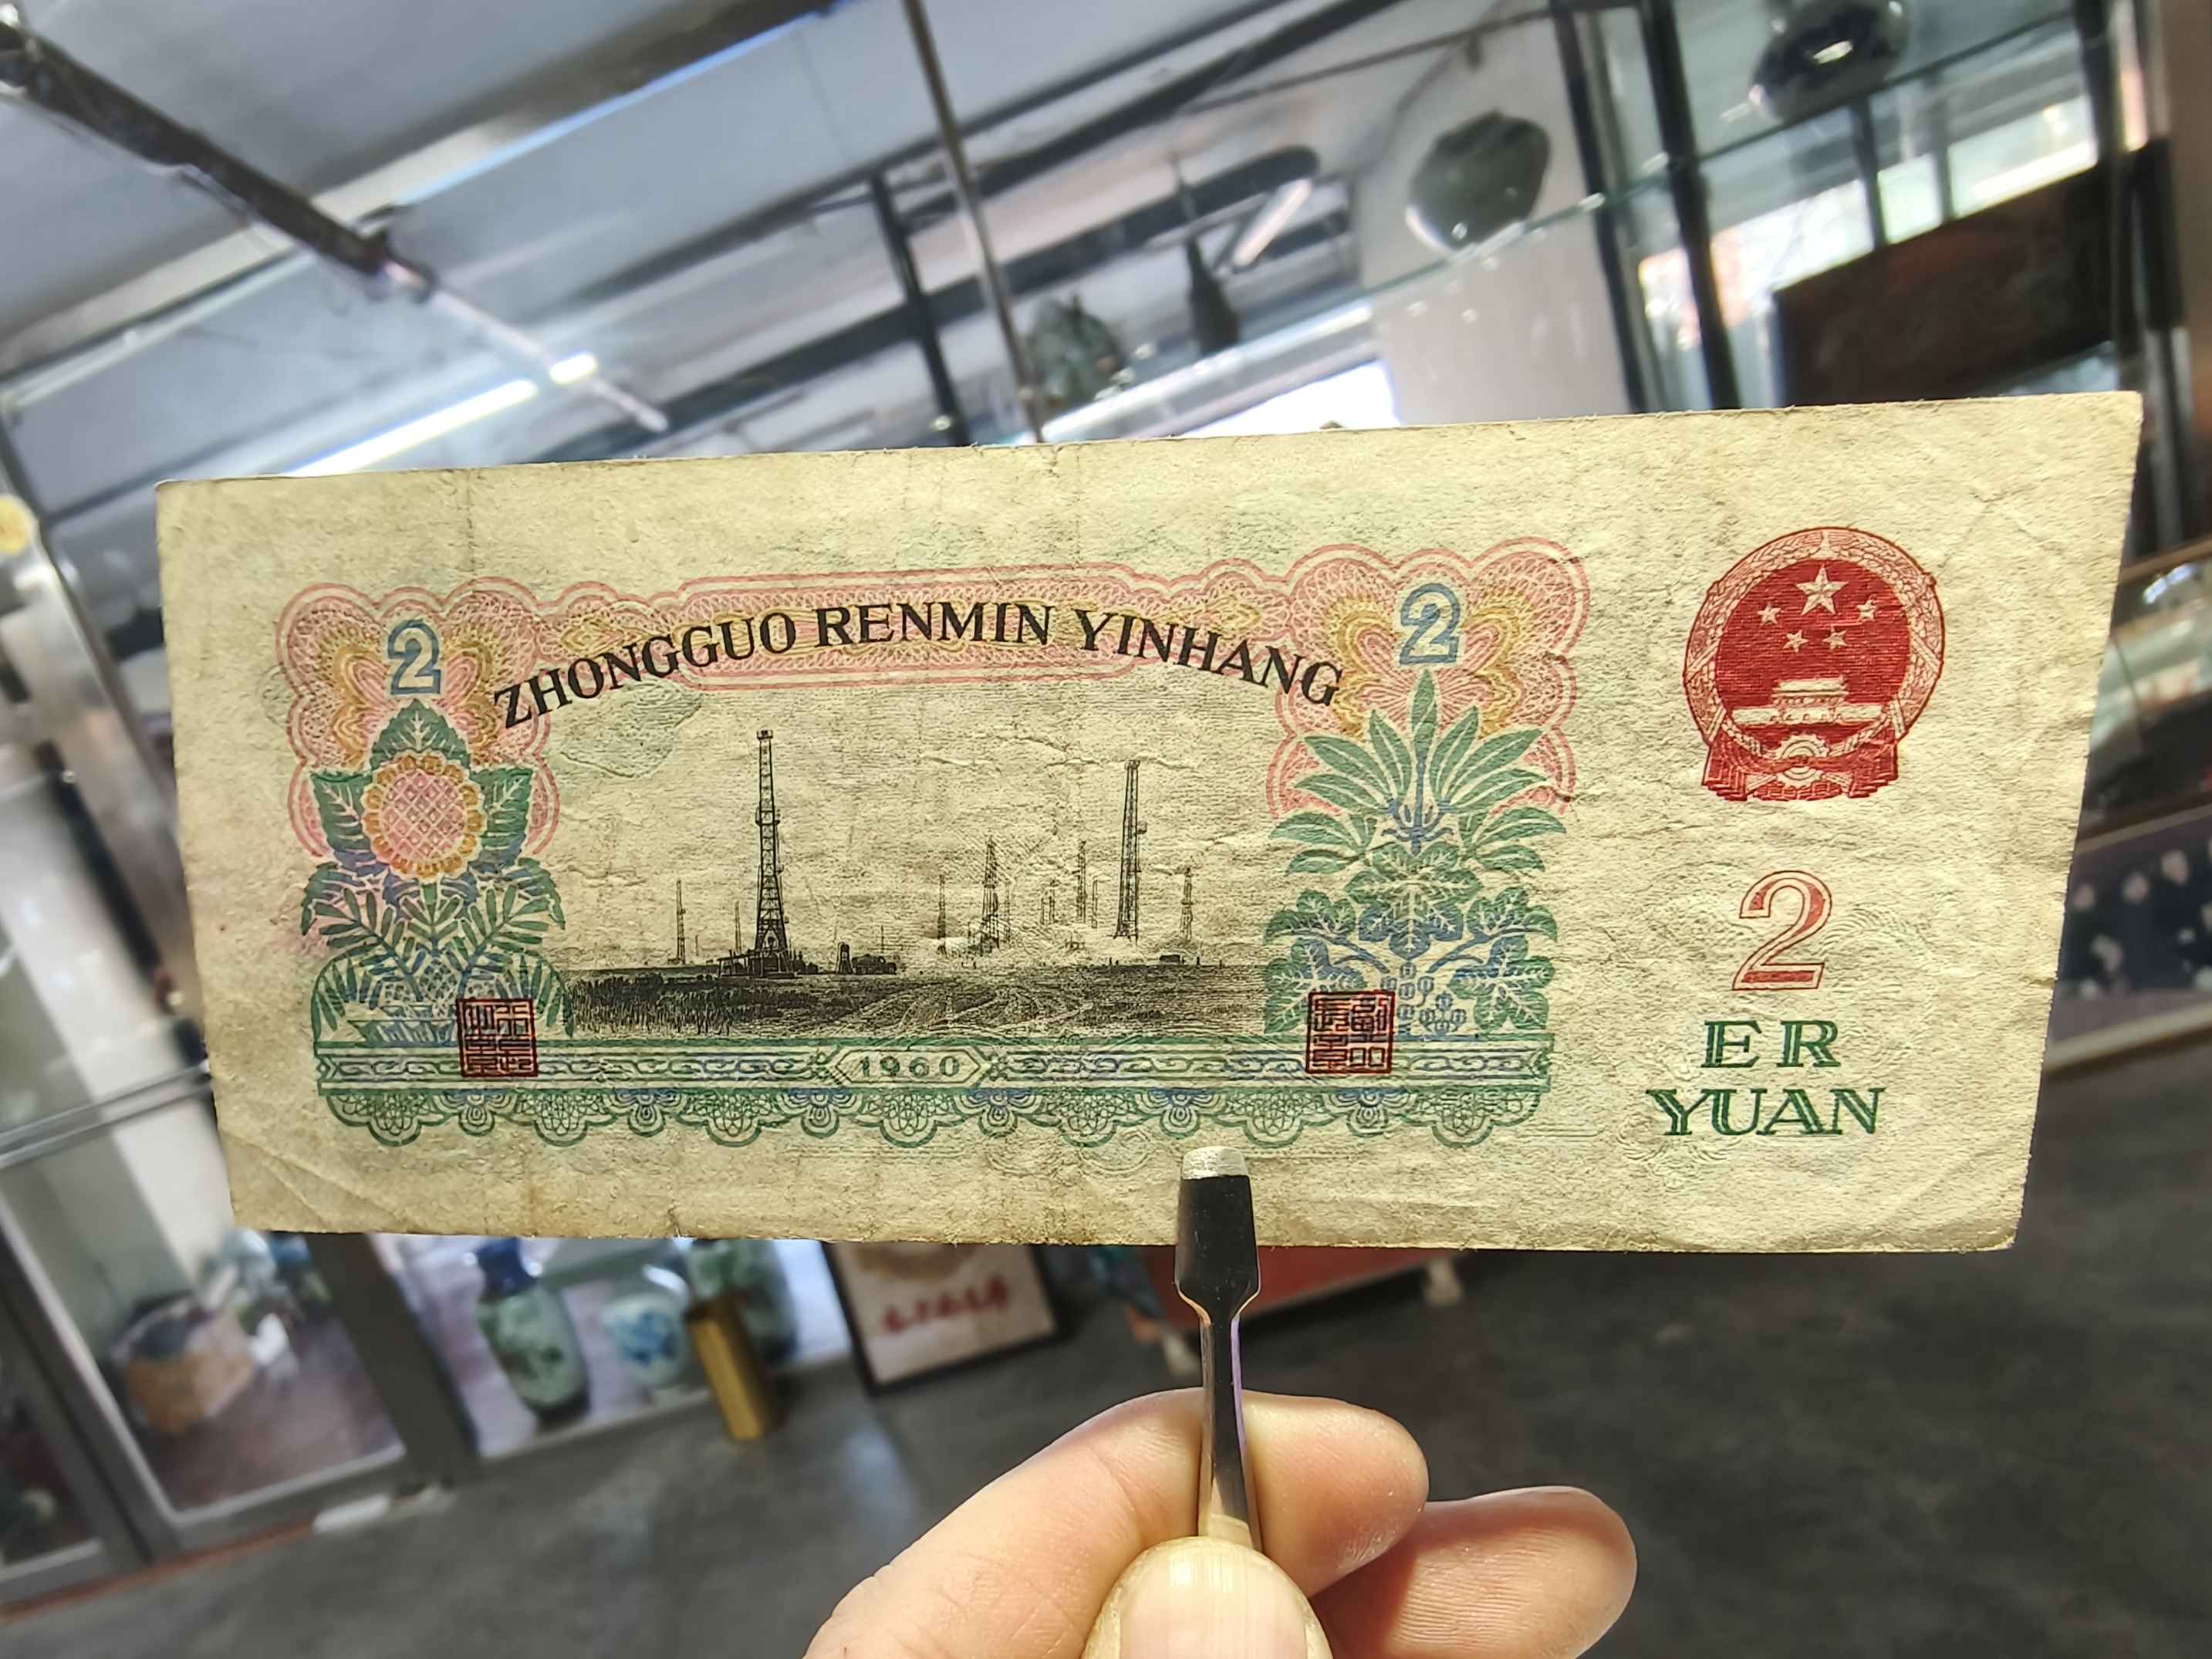 2
ZHONGGUO RENMIN YINHANG
2
2
ER
YUAN
1960